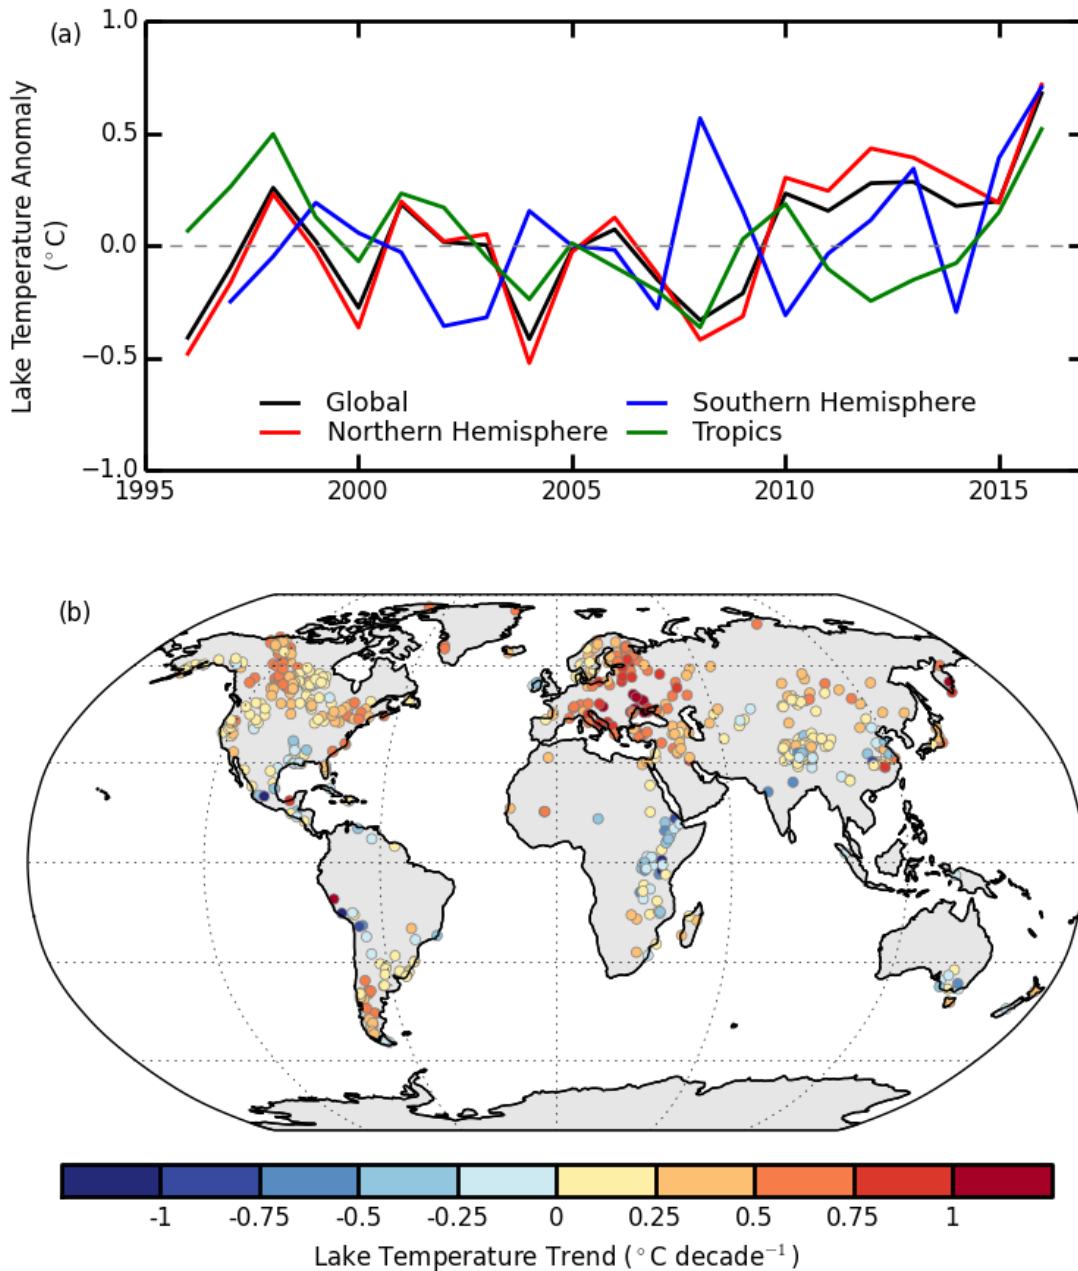 (a)
1.0
0.5
0.0
−0.5
−1.0
Lake Temperature Anomaly
(°C)
Global
Northern Hemisphere
Southern Hemisphere
Tropics
1995 2000 2005 2010 2015
(b)
-1 -0.75 -0.5 -0.25 0 0.25 0.5 0.75 1
Lake Temperature Trend (°C decade⁻¹)